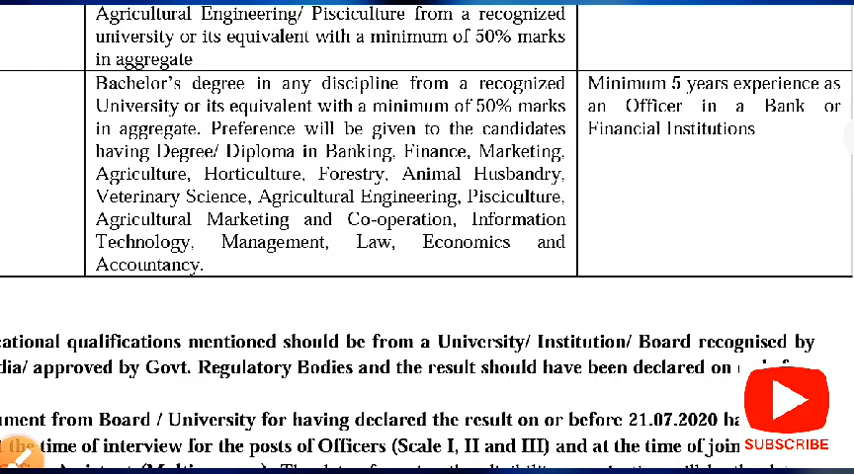 Agricultural Engineering/ Pisciculture from a recognized
university or its equivalent with a minimum of 50% marks
in aggregate
Bachelor's degree in any discipline from a recognized
University or its equivalent with a minimum of 50% marks
in aggregate. Preference will be given to the candidates
having Degree/ Diploma in Banking, Finance, Marketing,
Agriculture, Horticulture, Forestry, Animal Husbandry,
Veterinary Science, Agricultural Engineering, Pisciculture,
Agricultural Marketing and Co-operation, Information
Technology, Management, Law, Economics and
Accountancy.
Minimum 5 years experience as
an Officer in a Bank or
Financial Institutions
cational qualifications mentioned should be from a University/ Institution/ Board recognised by
dia/ approved by Govt. Regulatory Bodies and the result should have been declared on
ument from Board / University for having declared the result on or before 21.07.2020 ha
the time of interview for the posts of Officers (Scale I, II and III) and at the time of join
SUBSCRIBE